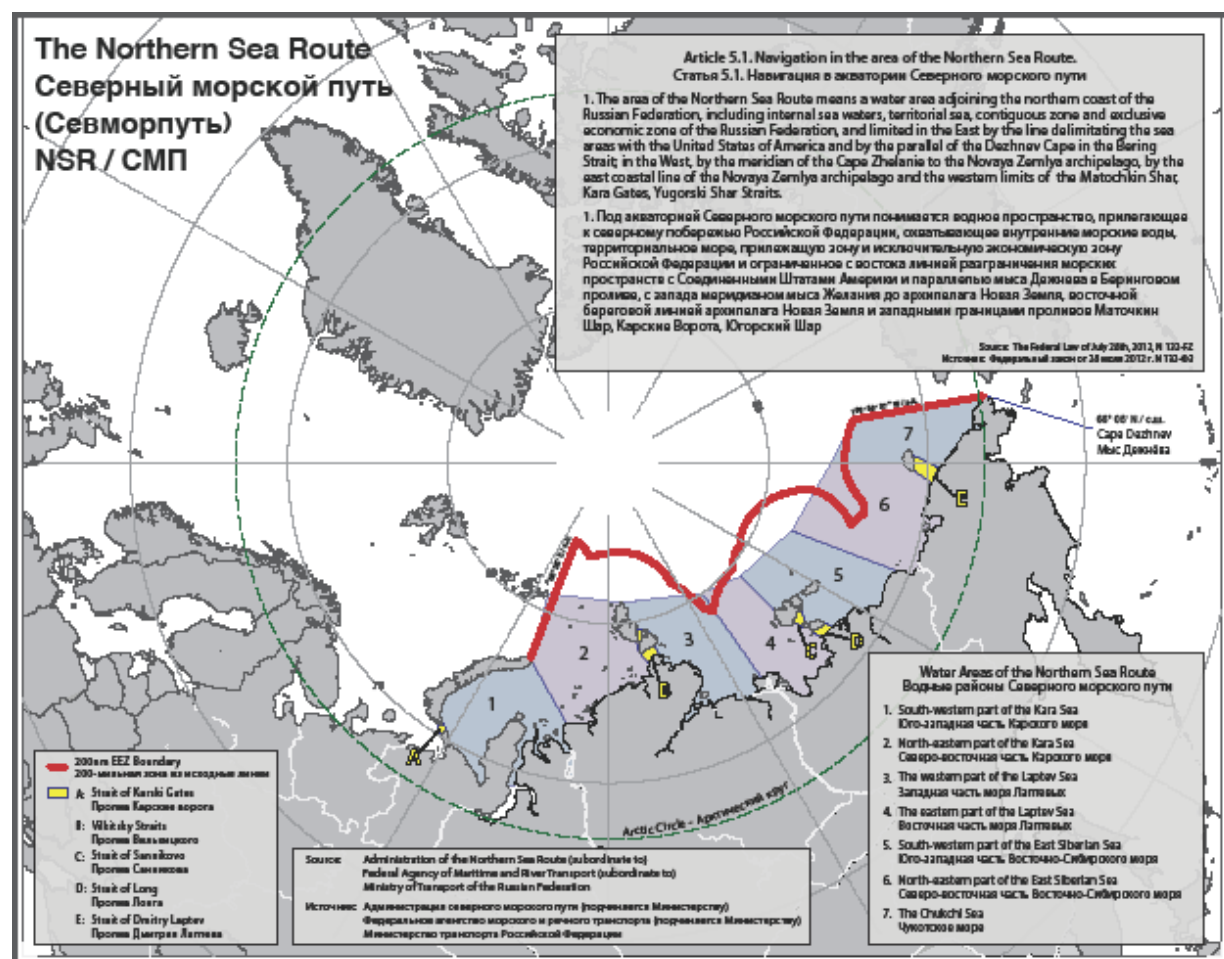 The Northern Sea Route
Северный морской путь
(Севморпуть)
NSR / СМП
Article 5.1. Navigation in the area of the Northern Sea Route.
Статья 5.1. Навигация в акватории Северного морского пути
1. The area of the Northern Sea Route means a water area adjoining the northern coast of the
Russian Federation, including internal sea waters, territorial sea, contiguous zone and exclusive
economic zone of the Russian Federation, and limited in the East by the line delimitating the sea
areas with the United States of America and by the parallel of the Dezhnev Cape in the Bering
Strait; in the West, by the meridian of the Cape Zhelanie to the Novaya Zemlya archipelago, by the
east coastal line of the Novaya Zemlya archipelago and the western limits of the Matochkin Shar,
Kara Gates, Yugorski Shar Straits.
1. Под акваторией Северного морского пути понимается водное пространство, прилегающее
к северному побережью Российской Федерации, охватывающее внутренние морские воды,
территориальное море, прилежащую зону и исключительную экономическую зону
Российской Федерации и ограниченное с востока линией разграничения морских
пространств с Соединенными Штатами Америки и параллелью мыса Дежнева в Беринговом
проливе, с запада меридианом мыса Желания до архипелага Новая Земля, восточной
береговой линией архипелага Новая Земля и западными границами проливов Маточкин
Шар, Карские Ворота, Югорский Шар
Source: The Federal Law of July 28th, 2012, N 132-FZ
Источник: Федеральный закон от 28 июля 2012 г. N 132-ФЗ
Cape Dezhnev
Мыс Дежнёва
7
6
E
5
4
3
2
1
C
D
B
A
Arctic Circle - Арктический круг
200nm EEZ Boundary
200-мильная зона из исходных линии
A: Strait of Karski Gates
Пролив Карские ворота
B: Vilkitsky Straits
Пролив Вильвицкого
C: Strait of Sannikovo
Пролив Санникова
D: Strait of Long
Пролив Лонга
E: Strait of Dmitry Laptev
Пролив Дмитрия Лаптева
Source: Administration of the Northern Sea Route (subordinate to)
Federal Agency of Maritime and River Transport (subordinate to)
Ministry of Transport of the Russian Federation
Источник: Администрация северного морского пути (подчиняется Министерству)
Федеральное агентство морского и речного транспорта (подчиняется Министерству)
Министерство транспорта Российской Федерации
Water Areas of the Northern Sea Route
Водные районы Северного морского пути
1. South-western part of the Kara Sea
Юго-западная часть Карского моря
2. North-eastern part of the Kara Sea
Северо-восточная часть Карского моря
3. The western part of the Laptev Sea
Западная часть моря Лаптевых
4. The eastern part of the Laptev Sea
Восточная часть моря Лаптевых
5. South-western part of the East Siberian Sea
Юго-западная часть Восточно-Сибирского моря
6. North-eastern part of the East Siberian Sea
Северо-восточная часть Восточно-Сибирского моря
7. The Chukchi Sea
Чукотское море